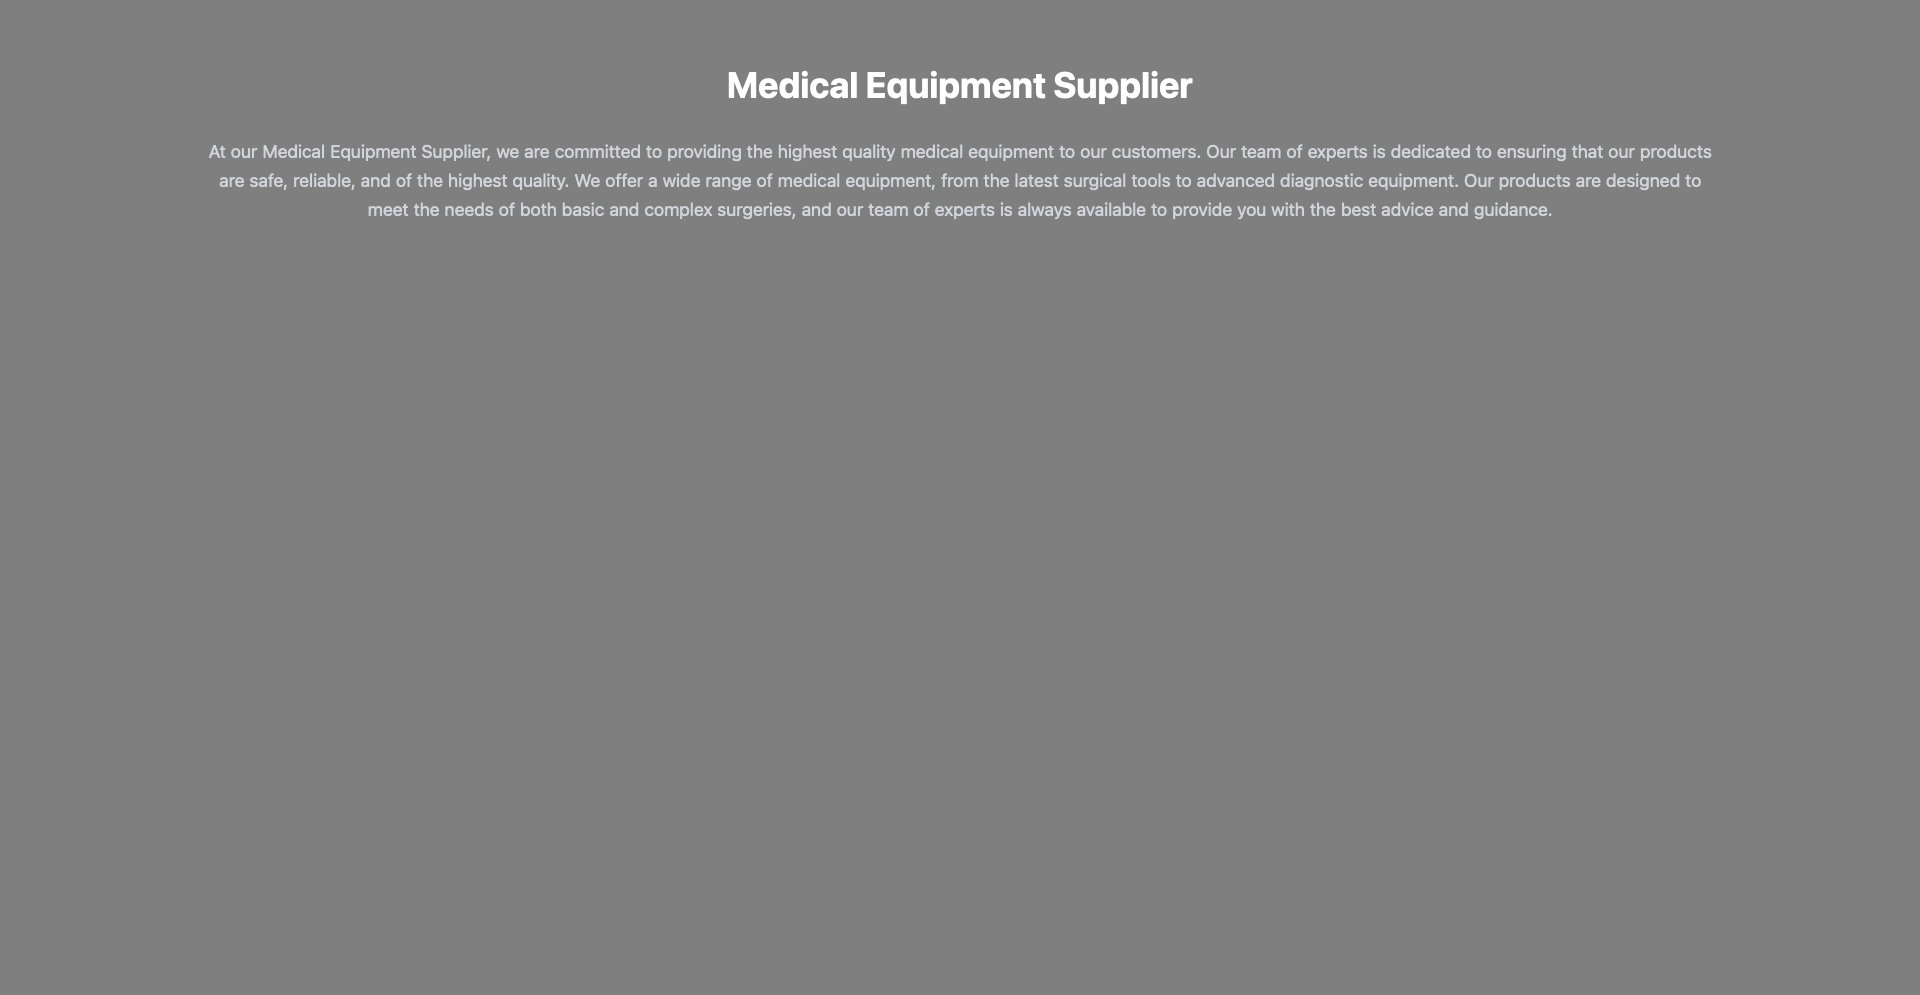 Medical Equipment Supplier
At our Medical Equipment Supplier, we are committed to providing the highest quality medical equipment to our customers. Our team of experts is dedicated to ensuring that our products
are safe, reliable, and of the highest quality. We offer a wide range of medical equipment, from the latest surgical tools to advanced diagnostic equipment. Our products are designed to
meet the needs of both basic and complex surgeries, and our team of experts is always available to provide you with the best advice and guidance.